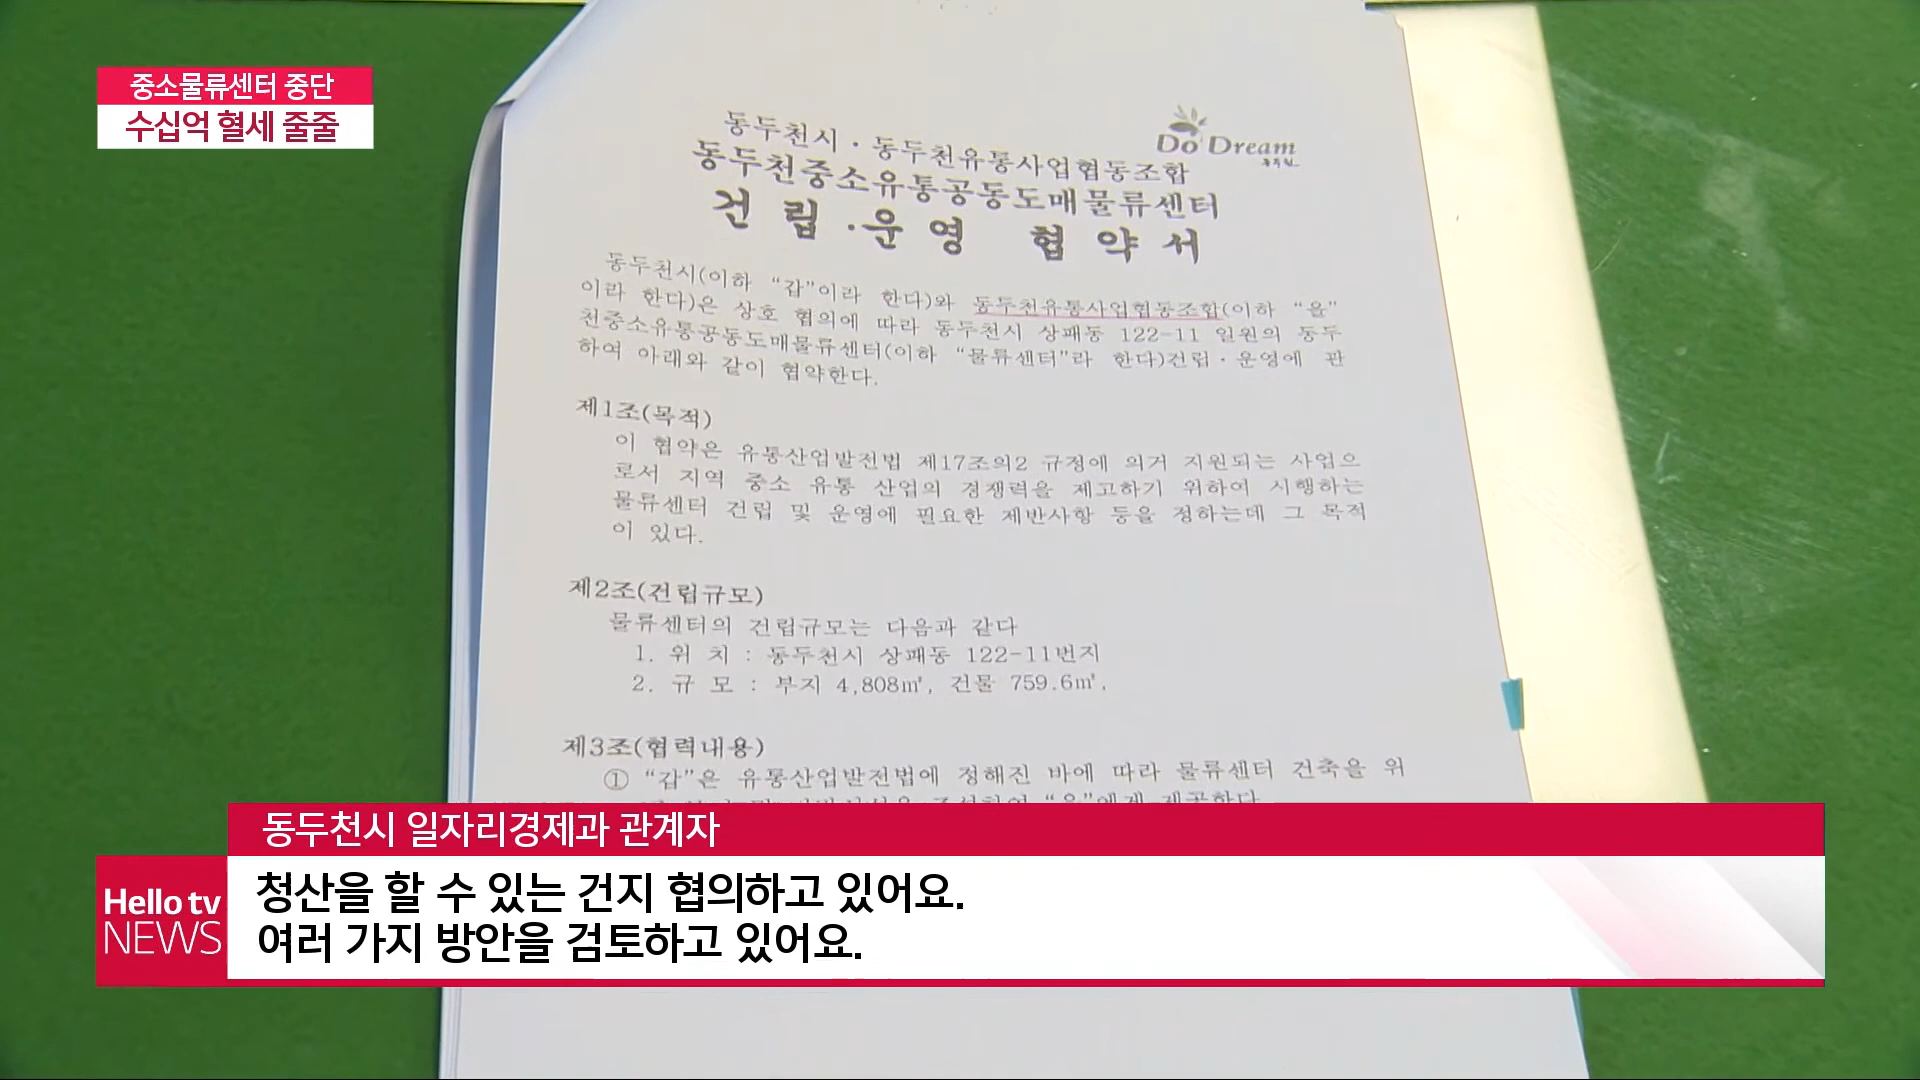 중소물류센터 중단
수십억 혈세 줄줄
Do Dream
동두천시 · 동두천유통사업협동조합
동두천중소유통공동도매물류센터
건 립 · 운 영 협 약 서
동두천시(이하 “갑”이라 한다)와 동두천유통사업협동조합(이하 “을”
이라 한다)은 상호 협의에 따라 동두천시 상패동 122-11 일원의 동두
천중소유통공동도매물류센터(이하 “물류센터”라 한다)건립 · 운영에 관
하여 아래와 같이 협약한다.
제1조(목적)
이 협약은 유통산업발전법 제17조의2 규정에 의거 지원되는 사업으
로서 지역 중소 유통 산업의 경쟁력을 제고하기 위하여 시행하는
물류센터 건립 및 운영에 필요한 제반사항 등을 정하는데 그 목적
이 있다.
제2조(건립규모)
물류센터의 건립규모는 다음과 같다
1. 위 치 : 동두천시 상패동 122-11번지
2. 규 모 : 부지 4,808㎡, 건물 759.6㎡.
제3조(협력내용)
① “갑”은 유통산업발전법에 정해진 바에 따라 물류센터 건축을 위
“을”에게 제공한다
동두천시 일자리경제과 관계자
Hello tv
NEWS
청산을 할 수 있는 건지 협의하고 있어요.
여러 가지 방안을 검토하고 있어요.